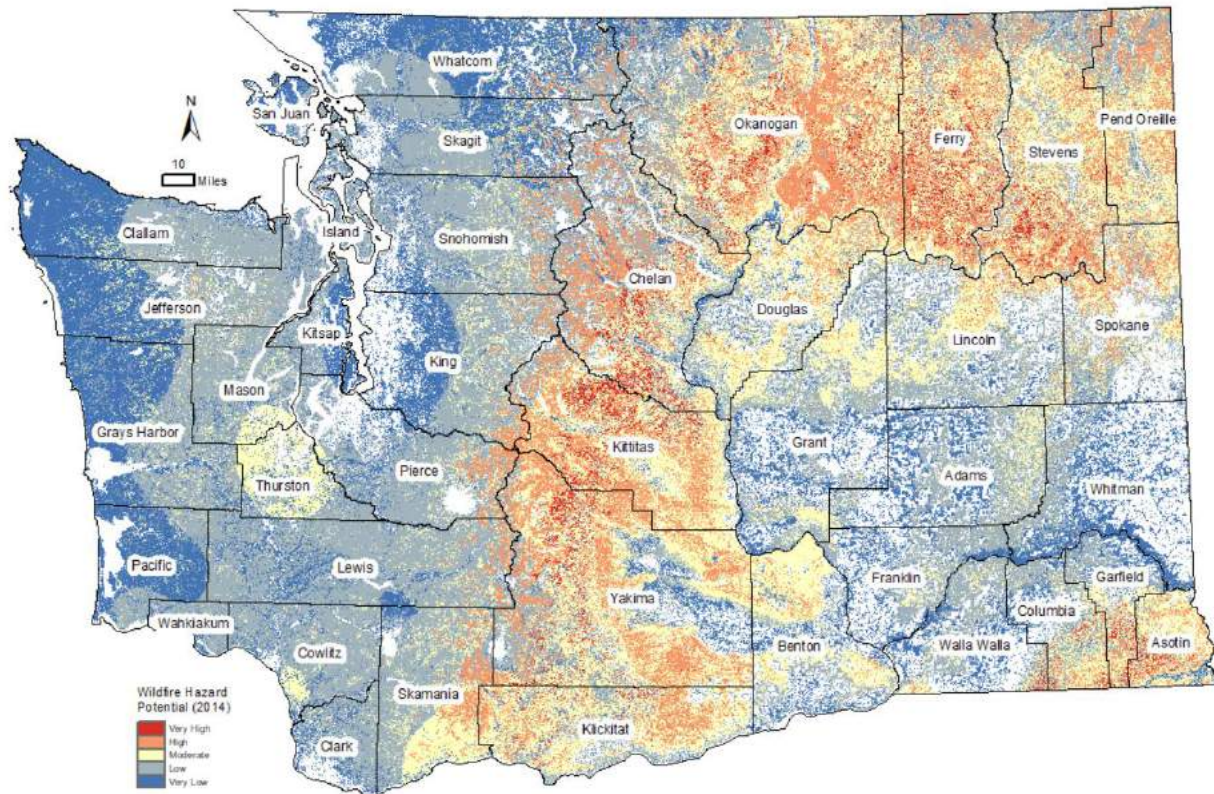 Whatcom
San Juan
N
Skagit
Okanogan
Ferry
Stevens
Pend Oreille
10
Miles
Clallam
Island
Snohomish
Chelan
Jefferson
Kitsap
King
Douglas
Lincoln
Spokane
Mason
Grays Harbor
Thurston
Pierce
Kittitas
Grant
Adams
Whitman
Pacific
Lewis
Yakima
Franklin
Columbia
Garfield
Wahkiakum
Cowlitz
Skamania
Benton
Walla Walla
Asotin
Clark
Klickitat
Wildfire Hazard
Potential (2014)
Very High
High
Moderate
Low
Very Low